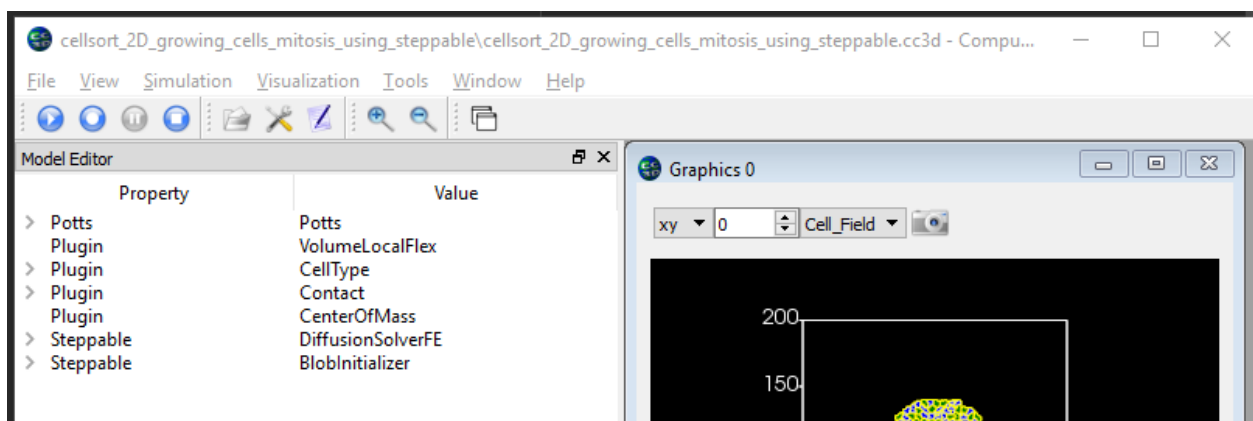 cellsort_2D_growing_cells_mitosis_using_steppable\cellsort_2D_growing_cells_mitosis_using_steppable.cc3d - Compu...
File View Simulation Visualization Tools Window Help
Model Editor
Property Value
Potts Potts
Plugin VolumeLocalFlex
Plugin CellType
Plugin Contact
Plugin CenterOfMass
Steppable DiffusionSolverFE
Steppable BlobInitializer
Graphics 0
xy 0 Cell_Field
200
150